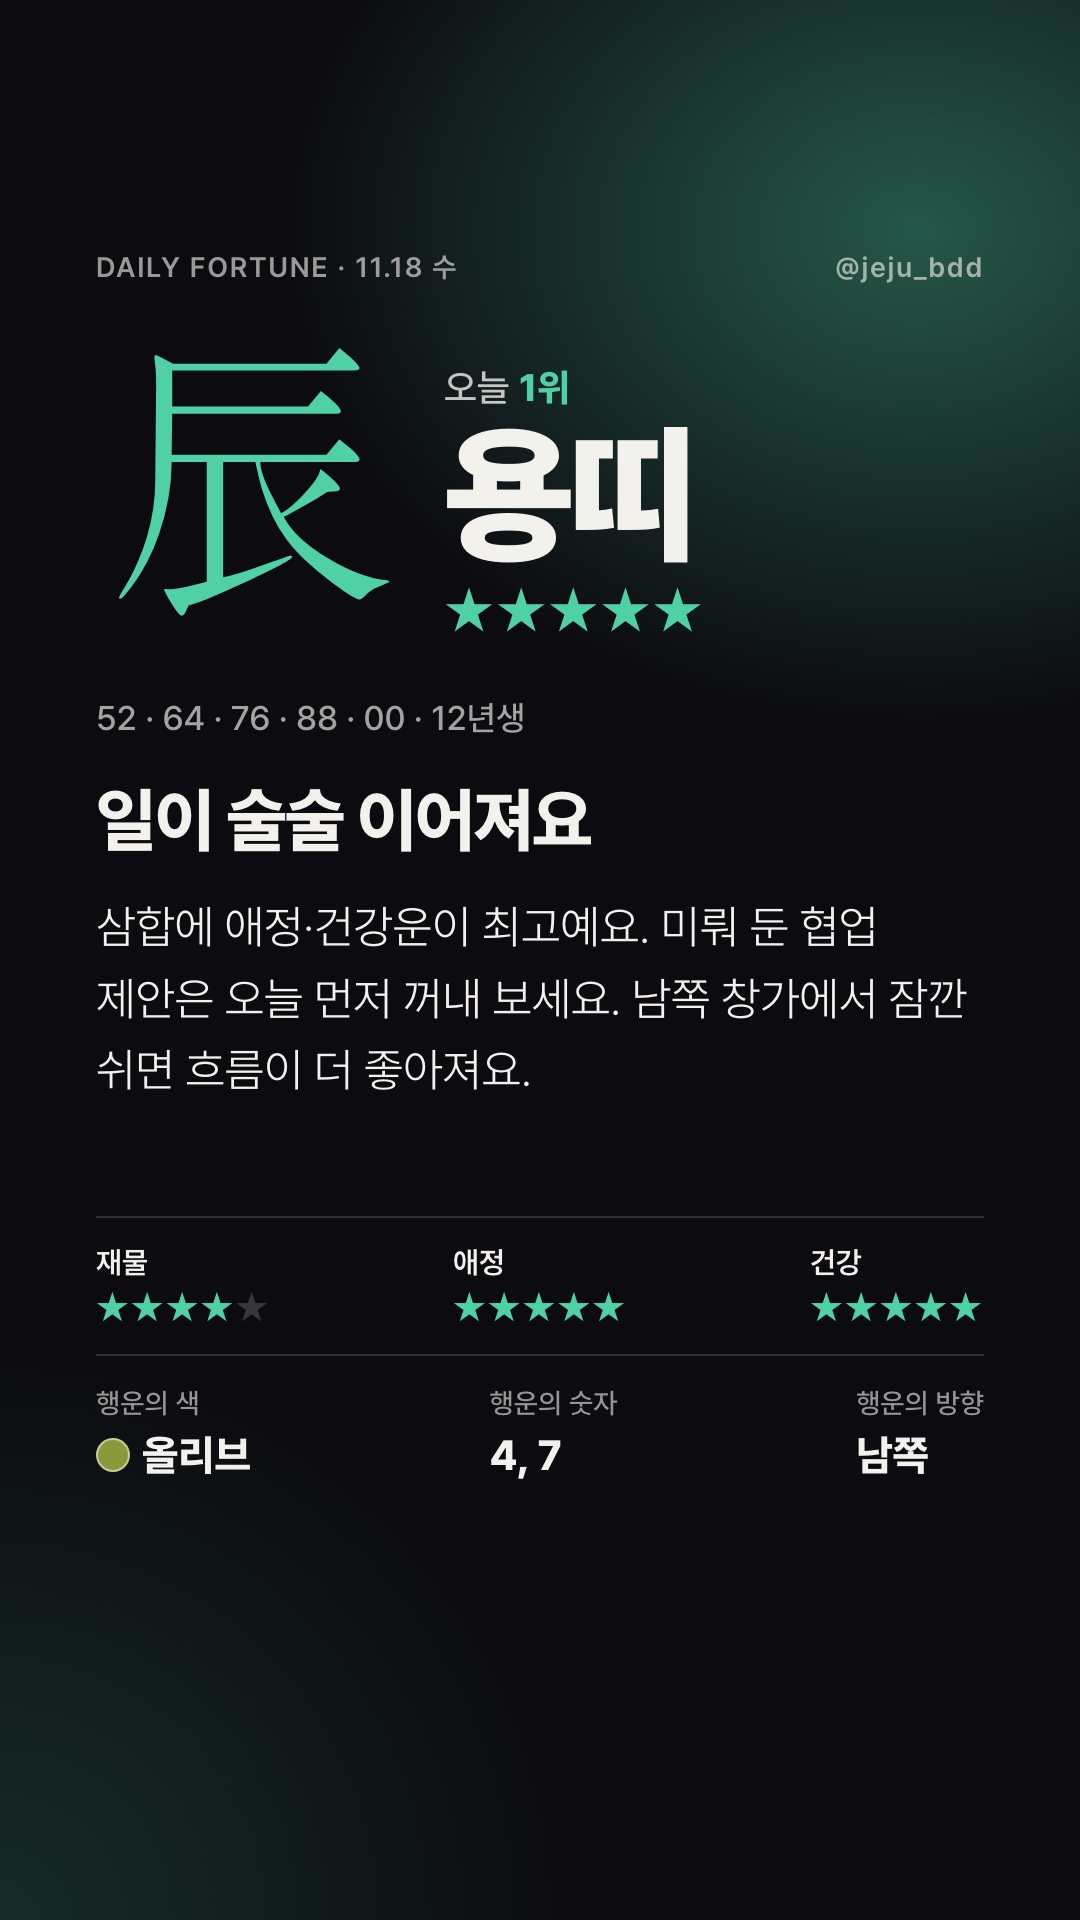 DAILY FORTUNE · 11.18 수
@jeju_bdd
辰
오늘 1위
용띠
★★★★★
52 · 64 · 76 · 88 · 00 · 12년생
일이 술술 이어져요
삼합에 애정·건강운이 최고예요. 미뤄 둔 협업
제안은 오늘 먼저 꺼내 보세요. 남쪽 창가에서 잠깐
쉬면 흐름이 더 좋아져요.
재물 애정 건강
★★★★★ ★★★★★ ★★★★★
행운의 색 행운의 숫자 행운의 방향
올리브 4, 7 남쪽